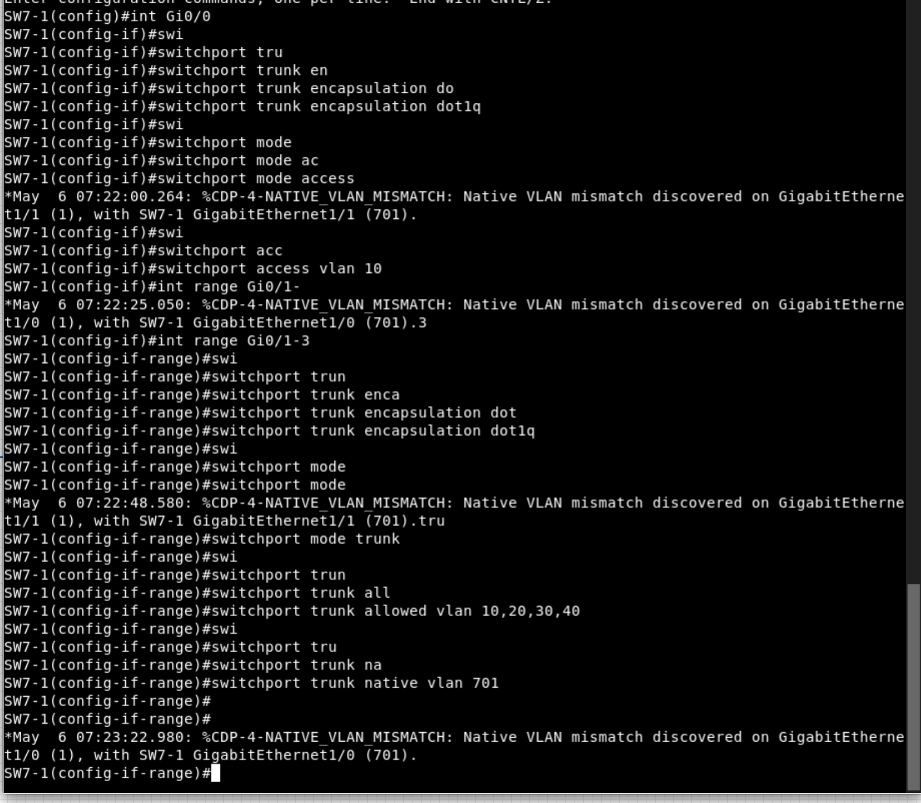 Enter configuration commands, one per line.  End with CNTL/Z.
SW7-1(config)#int Gi0/0
SW7-1(config-if)#swi
SW7-1(config-if)#switchport tru
SW7-1(config-if)#switchport trunk en
SW7-1(config-if)#switchport trunk encapsulation do
SW7-1(config-if)#switchport trunk encapsulation dot1q
SW7-1(config-if)#swi
SW7-1(config-if)#switchport mode
SW7-1(config-if)#switchport mode ac
SW7-1(config-if)#switchport mode access
*May  6 07:22:00.264: %CDP-4-NATIVE_VLAN_MISMATCH: Native VLAN mismatch discovered on GigabitEtherne
t1/1 (1), with SW7-1 GigabitEthernet1/1 (701).
SW7-1(config-if)#swi
SW7-1(config-if)#switchport acc
SW7-1(config-if)#switchport access vlan 10
SW7-1(config-if)#int range Gi0/1-
*May  6 07:22:25.050: %CDP-4-NATIVE_VLAN_MISMATCH: Native VLAN mismatch discovered on GigabitEtherne
t1/0 (1), with SW7-1 GigabitEthernet1/0 (701).3
SW7-1(config-if)#int range Gi0/1-3
SW7-1(config-if-range)#swi
SW7-1(config-if-range)#switchport trun
SW7-1(config-if-range)#switchport trunk enca
SW7-1(config-if-range)#switchport trunk encapsulation dot
SW7-1(config-if-range)#switchport trunk encapsulation dot1q
SW7-1(config-if-range)#swi
SW7-1(config-if-range)#switchport mode
SW7-1(config-if-range)#switchport mode
*May  6 07:22:48.580: %CDP-4-NATIVE_VLAN_MISMATCH: Native VLAN mismatch discovered on GigabitEtherne
t1/1 (1), with SW7-1 GigabitEthernet1/1 (701).tru
SW7-1(config-if-range)#switchport mode trunk
SW7-1(config-if-range)#swi
SW7-1(config-if-range)#switchport trun
SW7-1(config-if-range)#switchport trunk all
SW7-1(config-if-range)#switchport trunk allowed vlan 10,20,30,40
SW7-1(config-if-range)#swi
SW7-1(config-if-range)#switchport tru
SW7-1(config-if-range)#switchport trunk na
SW7-1(config-if-range)#switchport trunk native vlan 701
SW7-1(config-if-range)#
SW7-1(config-if-range)#
*May  6 07:23:22.980: %CDP-4-NATIVE_VLAN_MISMATCH: Native VLAN mismatch discovered on GigabitEtherne
t1/0 (1), with SW7-1 GigabitEthernet1/0 (701).
SW7-1(config-if-range)#